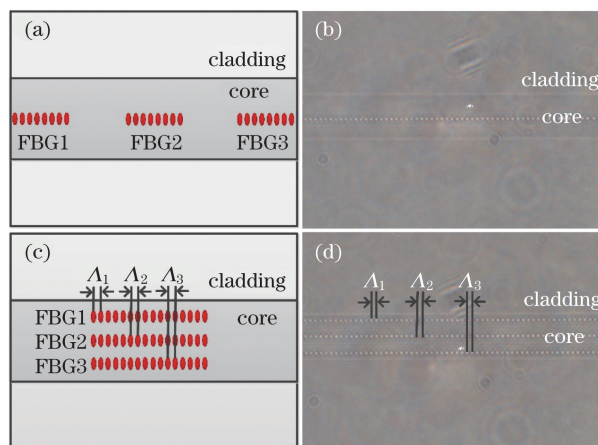 (a)
cladding
core
FBG1 FBG2 FBG3
(b)
cladding
core
(c)
Λ1 Λ2 Λ3
cladding
FBG1
core
FBG2
FBG3
(d)
Λ1 Λ2 Λ3
cladding
core